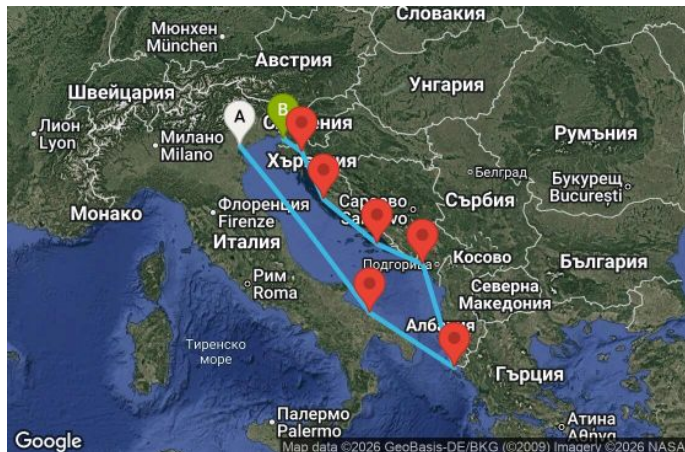 Словакия
Мюнхен
München
Австрия
Унгария
Швейцария
A
B
Словения
Лион
Lyon
Милано
Milano
Хърватия
Румъния
Белград
Сараево
Сърбия
Букурещ
București
Монако
Флоренция
Firenze
Италия
Подгорица
Косово
България
Рим
Roma
Северна
Македония
Албания
Тиренско
море
Гърция
Палермо
Palermo
Атина
Αθήνα
Google
Map data ©2026 GeoBasis-DE/BKG (©2009) Imagery ©2026 NASA